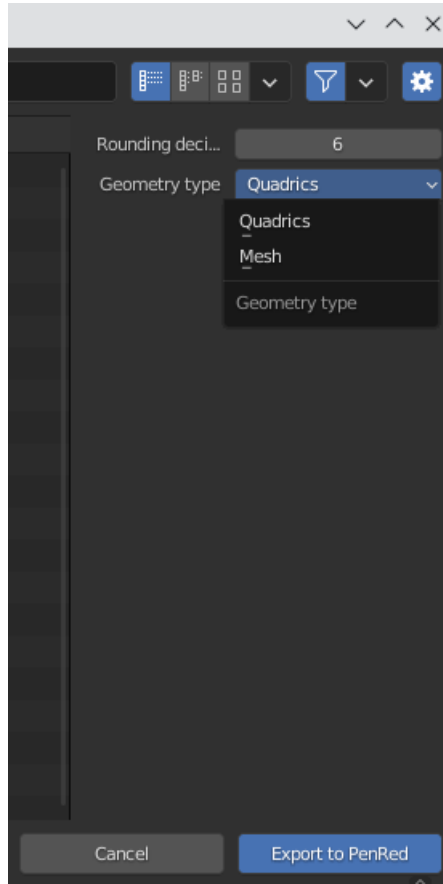 Rounding deci... 6
Geometry type Quadrics
Quadrics
Mesh
Geometry type
Cancel Export to PenRed